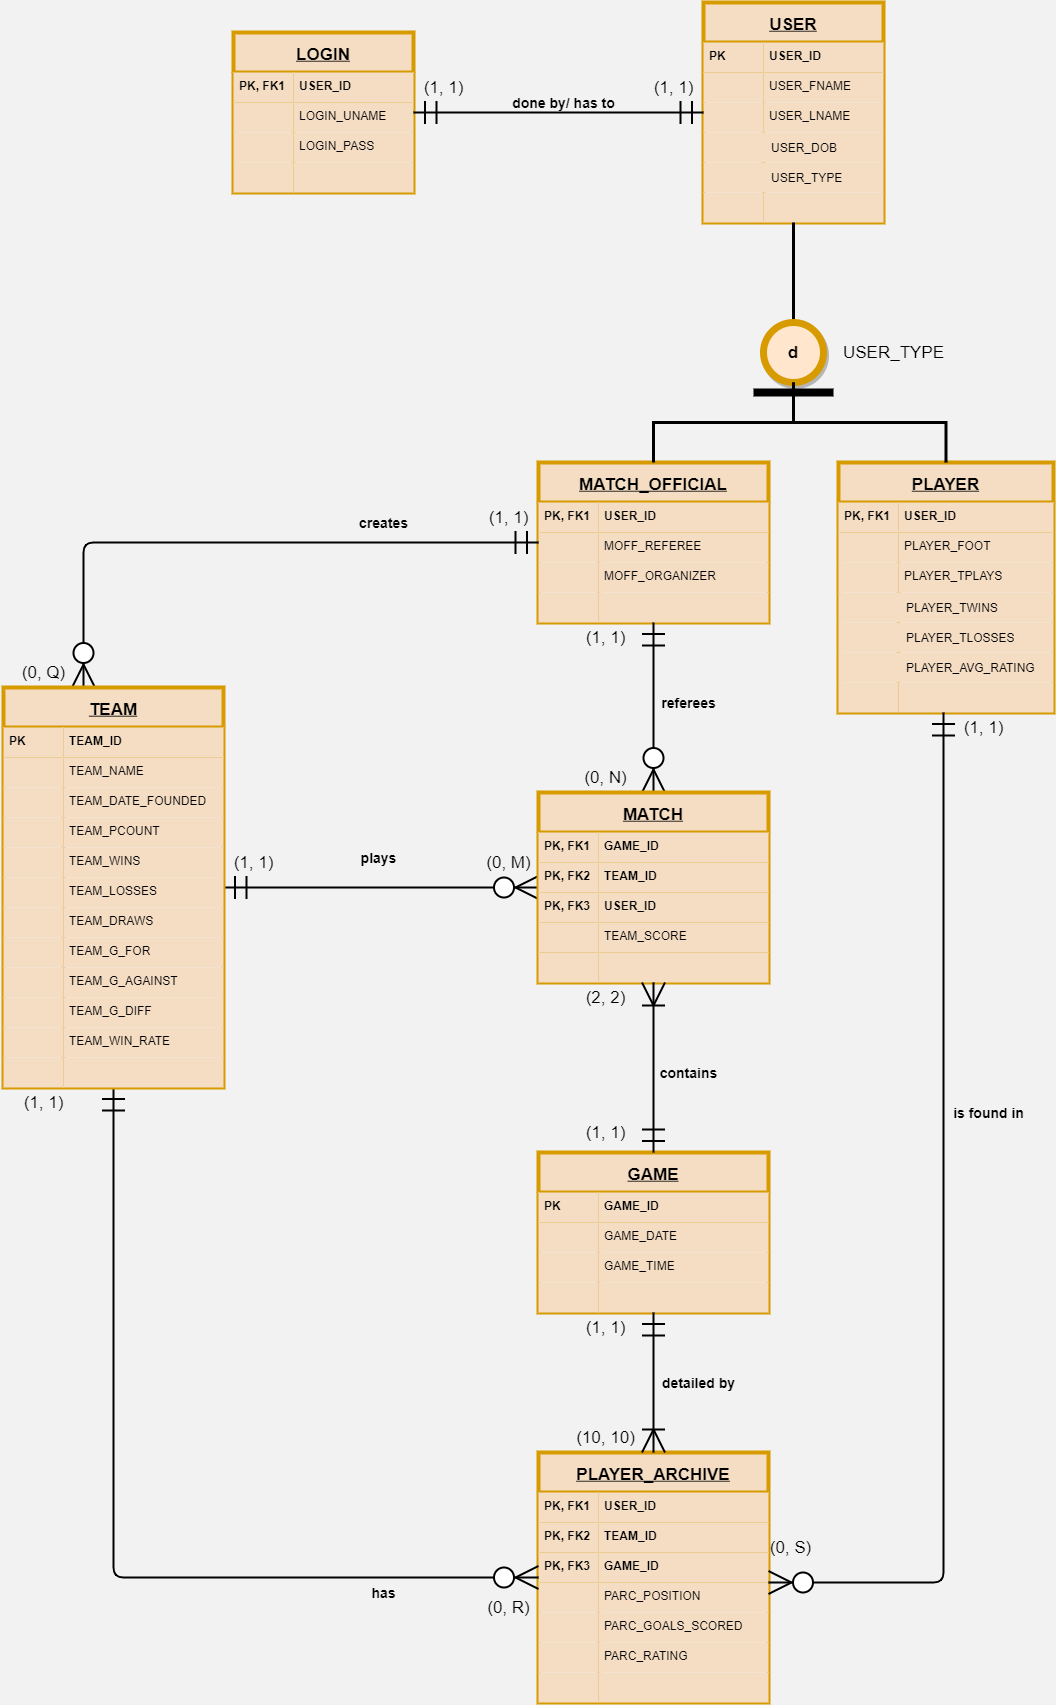 USER
PK USER_ID
USER_FNAME
USER_LNAME
USER_DOB
USER_TYPE
LOGIN
PK, FK1 USER_ID
LOGIN_UNAME
LOGIN_PASS
(1, 1) done by/ has to (1, 1)
d USER_TYPE
MATCH_OFFICIAL
PK, FK1 USER_ID
MOFF_REFEREE
MOFF_ORGANIZER
PLAYER
PK, FK1 USER_ID
PLAYER_FOOT
PLAYER_TPLAYS
PLAYER_TWINS
PLAYER_TLOSSES
PLAYER_AVG_RATING
creates (1, 1)
(0, Q)
(1, 1)
referees
(0, N)
(1, 1)
TEAM
PK TEAM_ID
TEAM_NAME
TEAM_DATE_FOUNDED
TEAM_PCOUNT
TEAM_WINS
TEAM_LOSSES
TEAM_DRAWS
TEAM_G_FOR
TEAM_G_AGAINST
TEAM_G_DIFF
TEAM_WIN_RATE
(1, 1) plays (0, M)
MATCH
PK, FK1 GAME_ID
PK, FK2 TEAM_ID
PK, FK3 USER_ID
TEAM_SCORE
(2, 2)
contains
(1, 1)
(1, 1)
is found in
GAME
PK GAME_ID
GAME_DATE
GAME_TIME
(1, 1)
detailed by
(10, 10)
PLAYER_ARCHIVE
PK, FK1 USER_ID
PK, FK2 TEAM_ID
PK, FK3 GAME_ID
PARC_POSITION
PARC_GOALS_SCORED
PARC_RATING
(0, S)
has
(0, R)